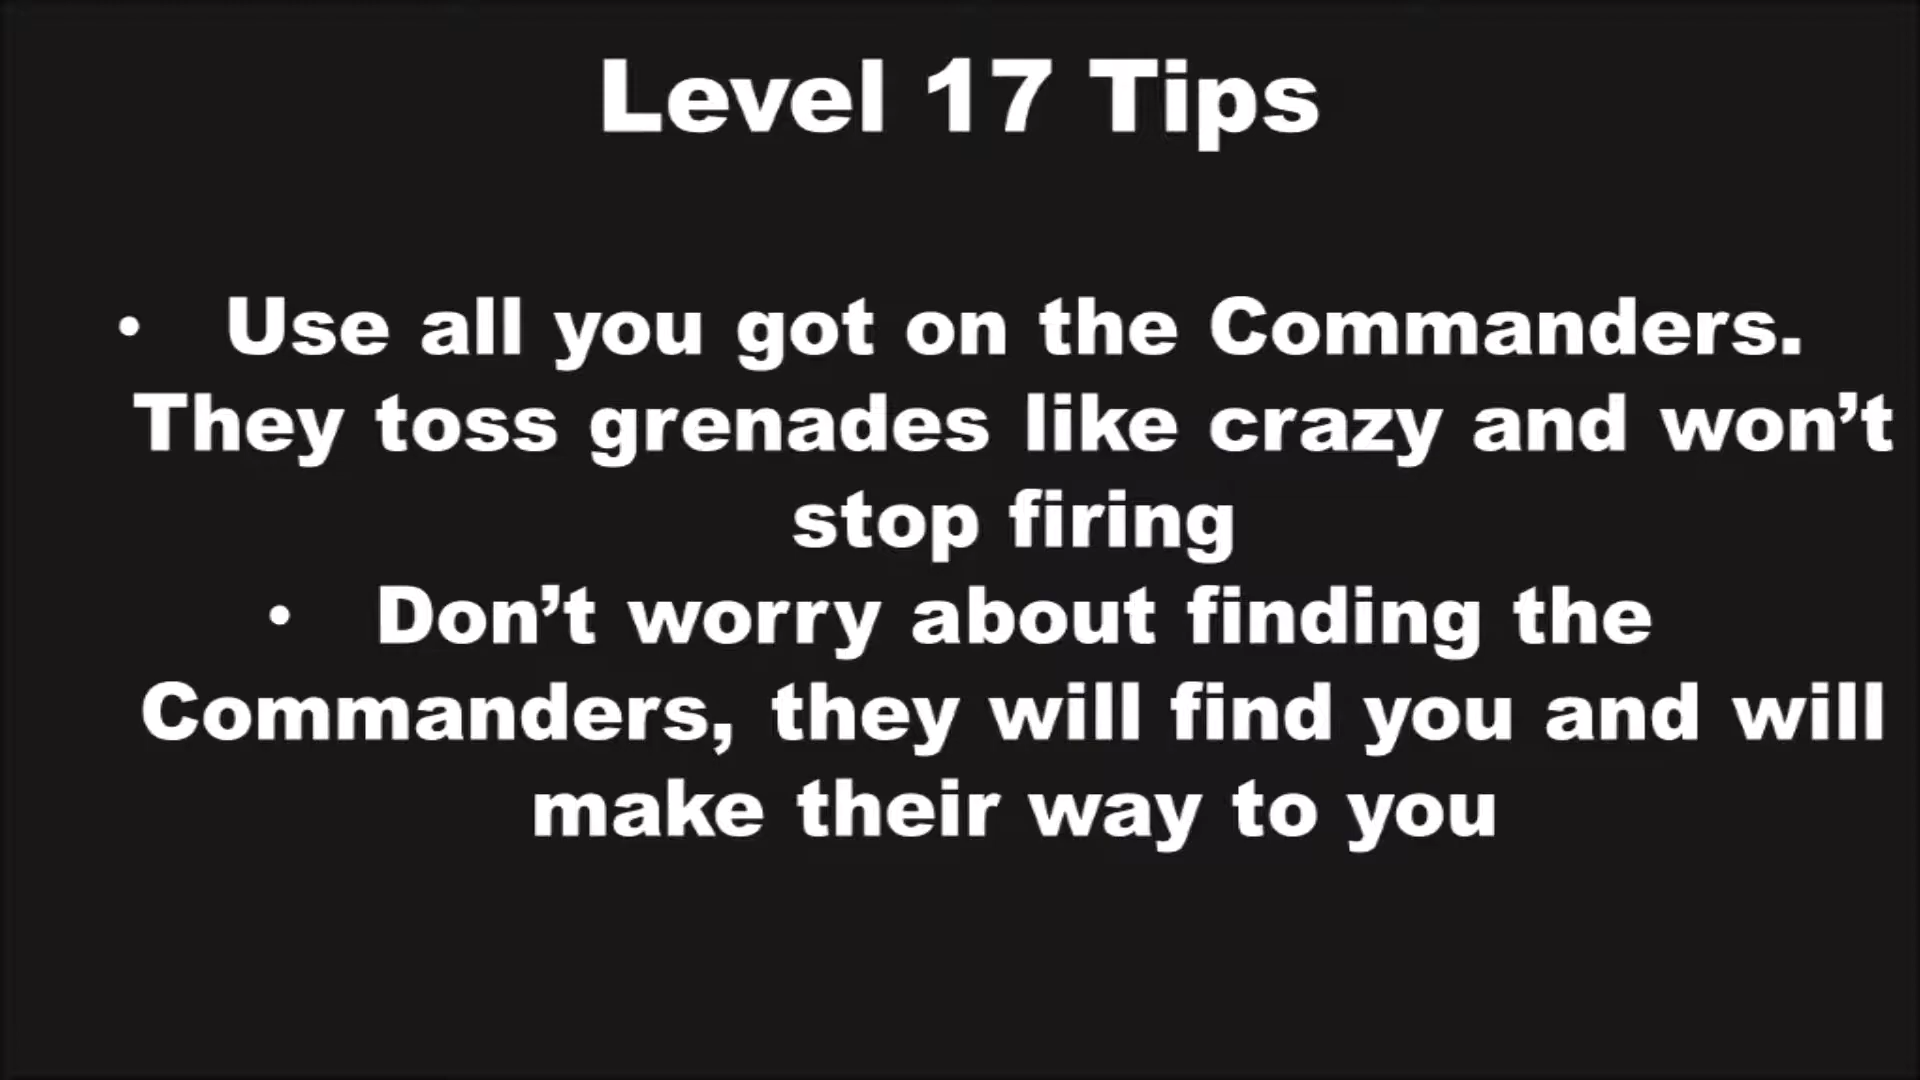 Level 17 Tips
• Use all you got on the Commanders.
They toss grenades like crazy and won’t
stop firing
• Don’t worry about finding the
Commanders, they will find you and will
make their way to you